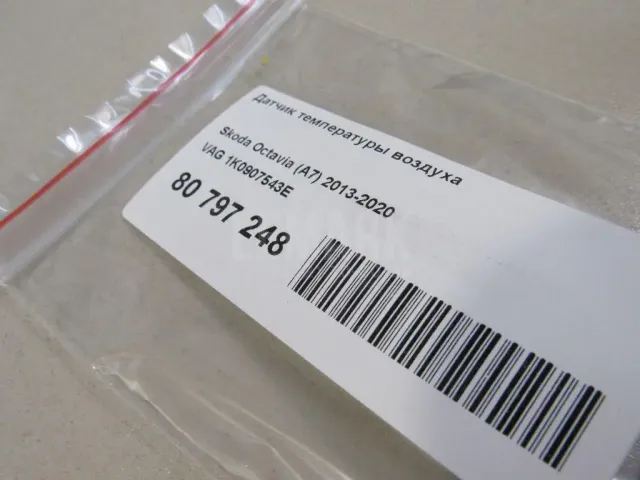 Датчик температуры воздуха
Skoda Octavia (A7) 2013-2020
VAG 1K0907543E
80 797 248